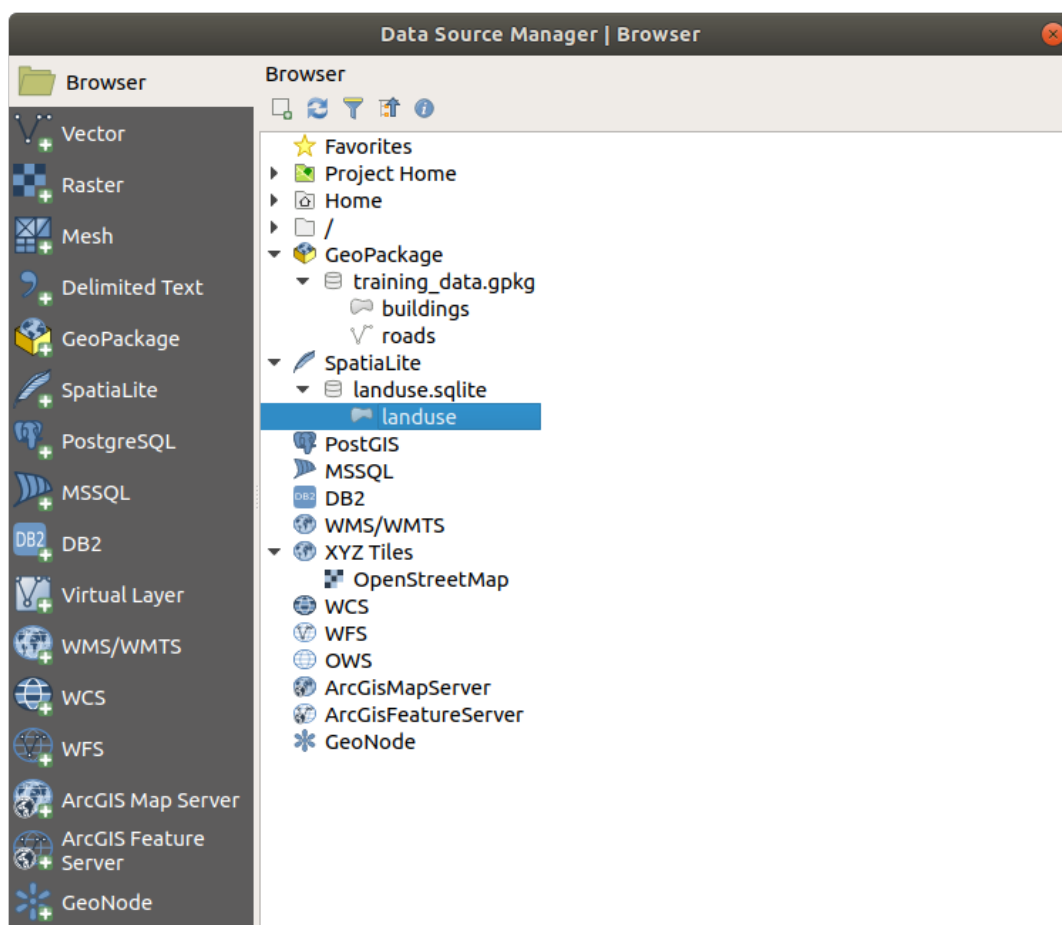 Data Source Manager | Browser
Browser
Vector
Raster
Mesh
Delimited Text
GeoPackage
SpatiaLite
PostgreSQL
MSSQL
DB2
DB2
Virtual Layer
WMS/WMTS
WCS
WFS
ArcGIS Map Server
ArcGIS Feature
Server
GeoNode
Browser
Favorites
Project Home
Home
/
GeoPackage
training_data.gpkg
buildings
roads
SpatiaLite
landuse.sqlite
landuse
PostGIS
MSSQL
DB2 DB2
WMS/WMTS
XYZ Tiles
OpenStreetMap
WCS
WFS
OWS
ArcGisMapServer
ArcGisFeatureServer
GeoNode